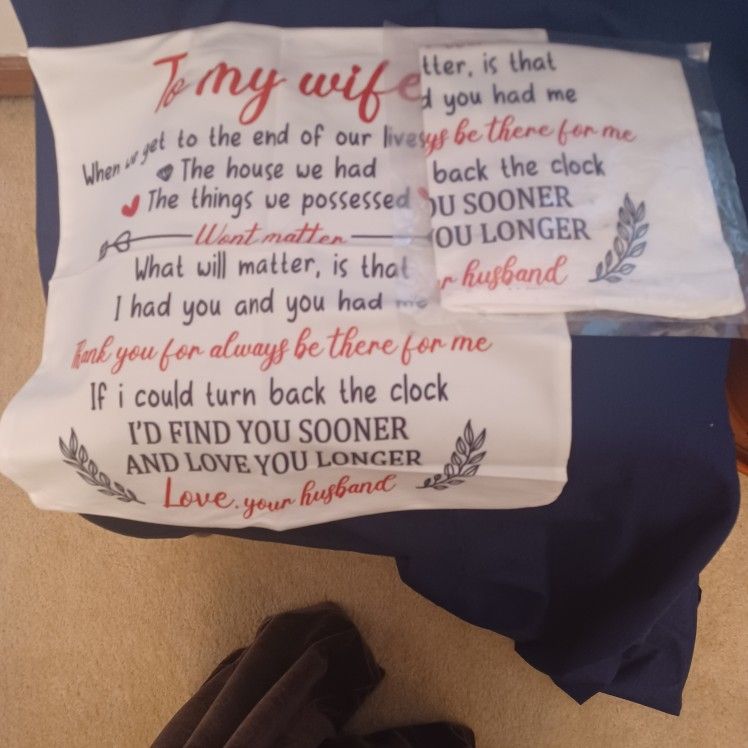 To my wife
When we get to the end of our lives
The house we had
The things we possessed
Wont matter
What will matter, is that
I had you and you had me
Thank you for always be there for me
If i could turn back the clock
I'D FIND YOU SOONER
AND LOVE YOU LONGER
Love, your husband
tter, is that
d you had me
ys be there for me
back the clock
OU SOONER
OU LONGER
r husband